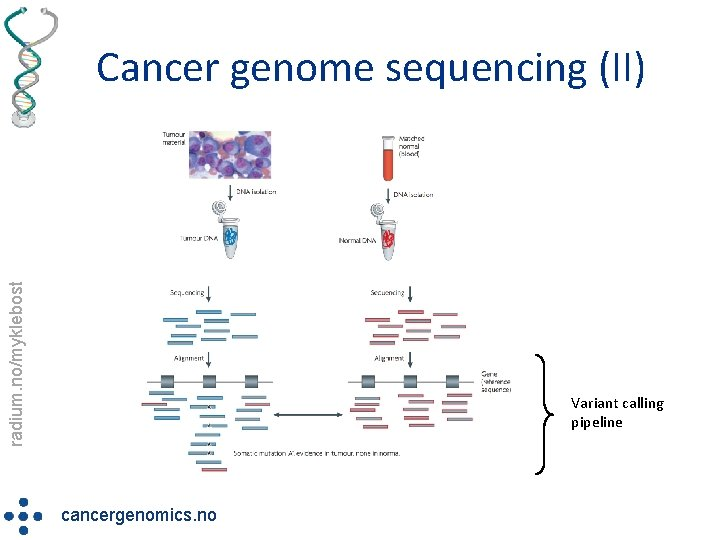 Cancer genome sequencing (II)
Tumour
material
Matched
normal
(blood)
DNA isolation
DNA isolation
Tumour DNA
Normal DNA
Sequencing
Sequencing
Alignment
Alignment
Gene
(reference
sequence)
Variant calling
pipeline
Somatic mutation 'A', evidence in tumour, none in normal.
radium.no/myklebost
cancergenomics.no